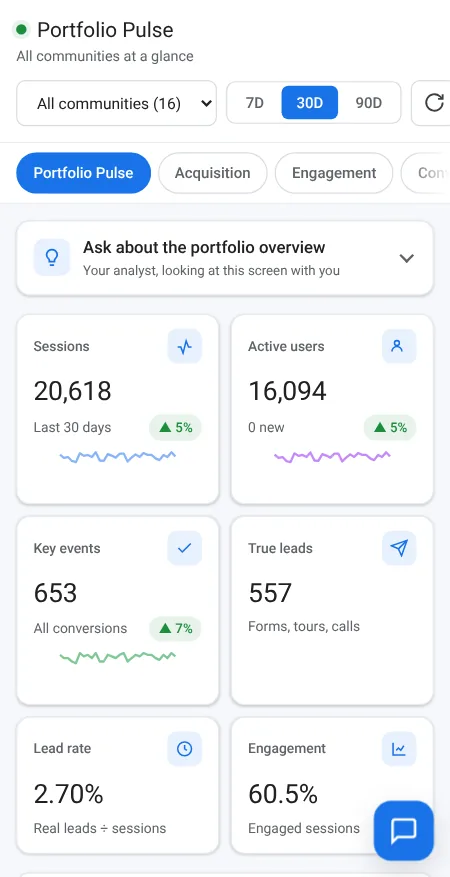 Portfolio Pulse
All communities at a glance
All communities (16)
7D 30D 90D
Portfolio Pulse Acquisition Engagement
Ask about the portfolio overview
Your analyst, looking at this screen with you
Sessions
20,618
Last 30 days ▲ 5%
Active users
16,094
0 new ▲ 5%
Key events
653
All conversions ▲ 7%
True leads
557
Forms, tours, calls
Lead rate
2.70%
Real leads ÷ sessions
Engagement
60.5%
Engaged sessions